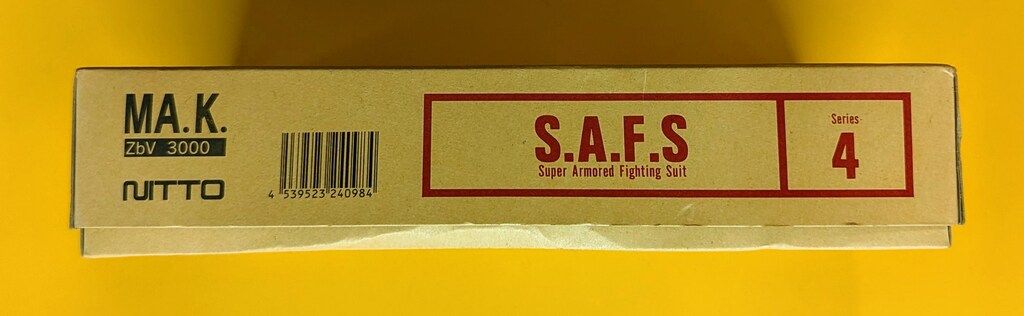 MA.K.
ZbV 3000
NITTO
4 539523 240984
S.A.F.S
Super Armored Fighting Suit
Series
4